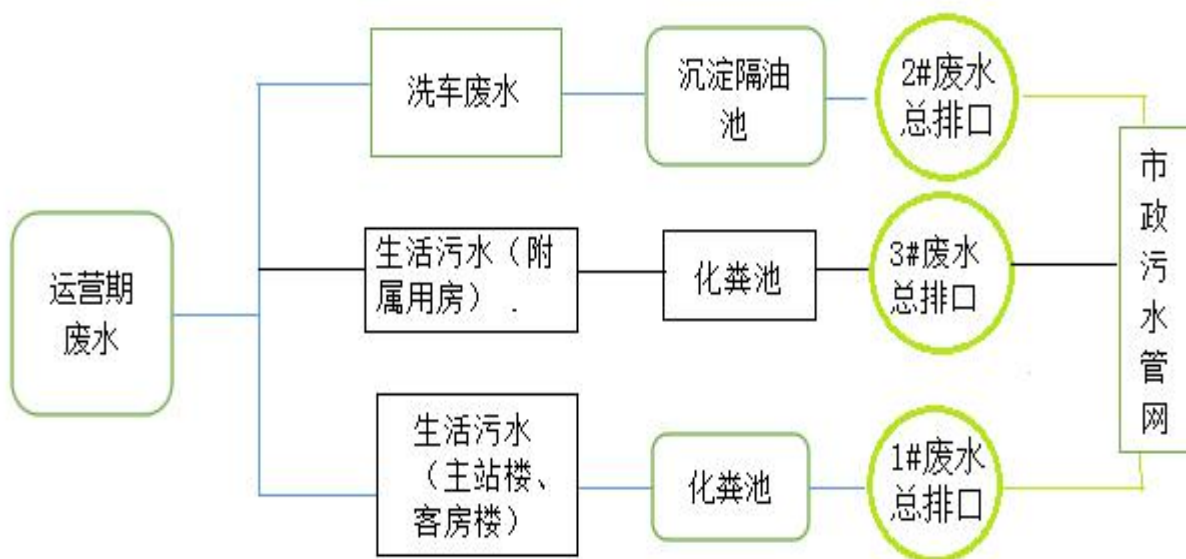 运营期
废水
洗车废水
沉淀隔油
池
2#废水
总排口
生活污水（附
属用房）.
化粪池
3#废水
总排口
生活污水
（主站楼、
客房楼）
化粪池
1#废水
总排口
市
政
污
水
管
网